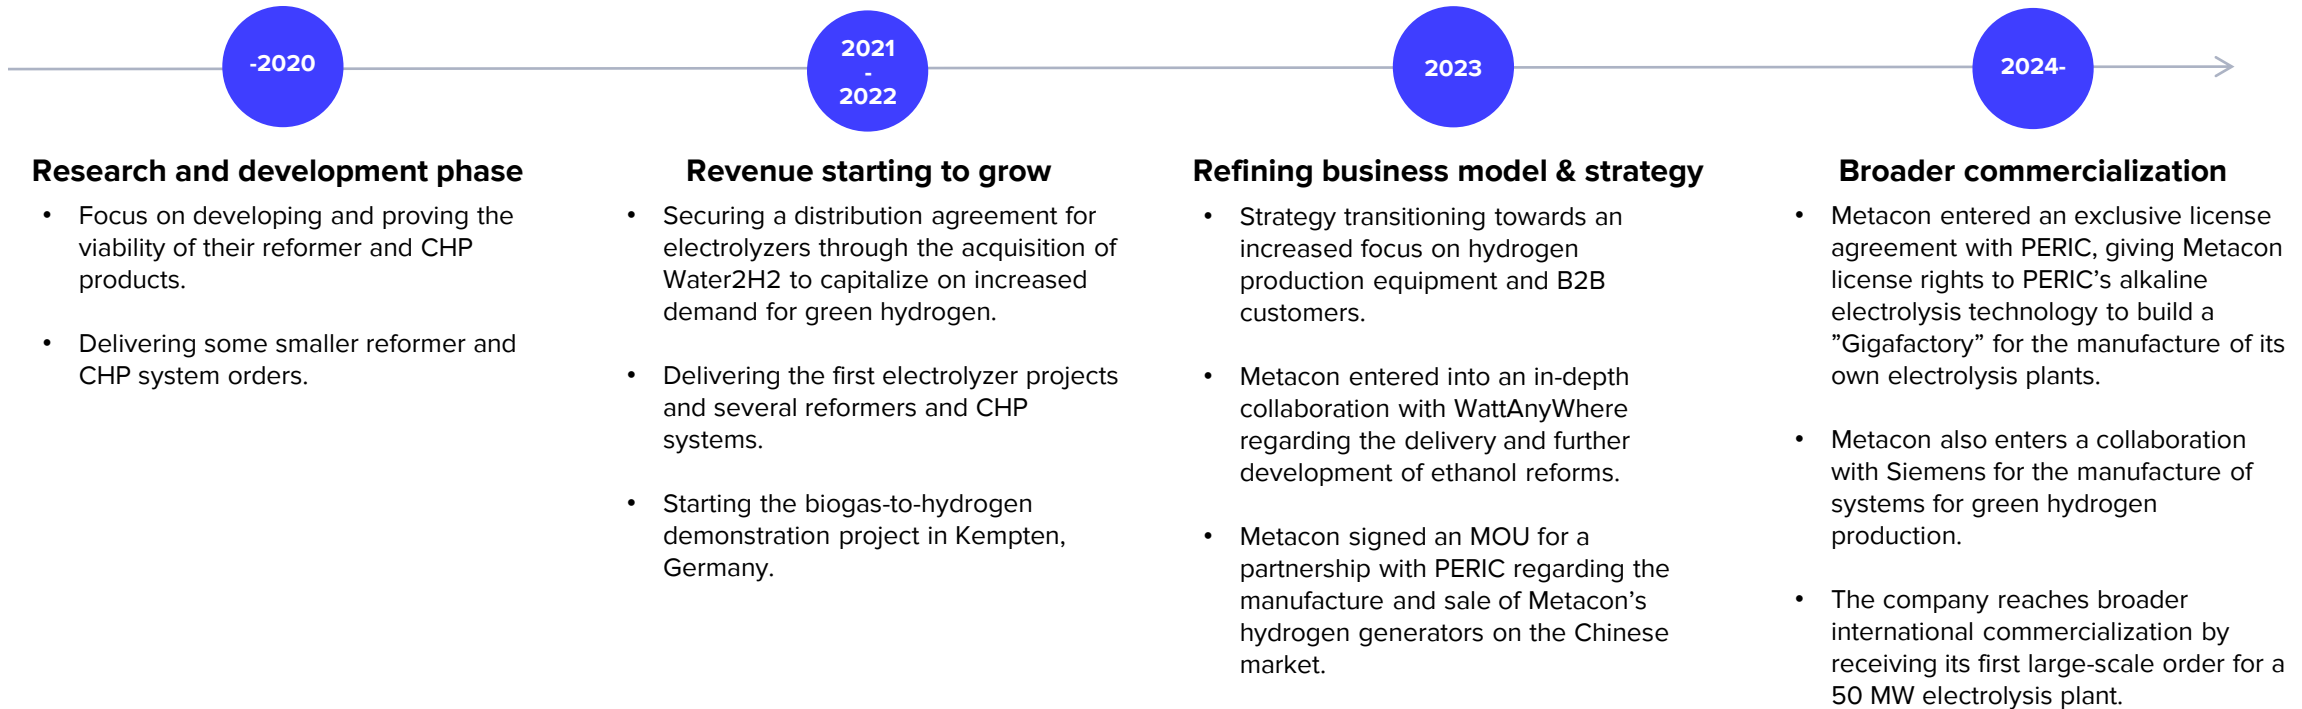 -2020
2021
-
2022
2023
2024-
Research and development phase
• Focus on developing and proving the
viability of their reformer and CHP
products.
• Delivering some smaller reformer and
CHP system orders.
Revenue starting to grow
• Securing a distribution agreement for
electrolyzers through the acquisition of
Water2H2 to capitalize on increased
demand for green hydrogen.
• Delivering the first electrolyzer projects
and several reformers and CHP
systems.
• Starting the biogas-to-hydrogen
demonstration project in Kempten,
Germany.
Refining business model & strategy
• Strategy transitioning towards an
increased focus on hydrogen
production equipment and B2B
customers.
• Metacon entered into an in-depth
collaboration with WattAnyWhere
regarding the delivery and further
development of ethanol reforms.
• Metacon signed an MOU for a
partnership with PERIC regarding the
manufacture and sale of Metacon’s
hydrogen generators on the Chinese
market.
Broader commercialization
• Metacon entered an exclusive license
agreement with PERIC, giving Metacon
license rights to PERIC’s alkaline
electrolysis technology to build a
”Gigafactory” for the manufacture of its
own electrolysis plants.
• Metacon also enters a collaboration
with Siemens for the manufacture of
systems for green hydrogen
production.
• The company reaches broader
international commercialization by
receiving its first large-scale order for a
50 MW electrolysis plant.